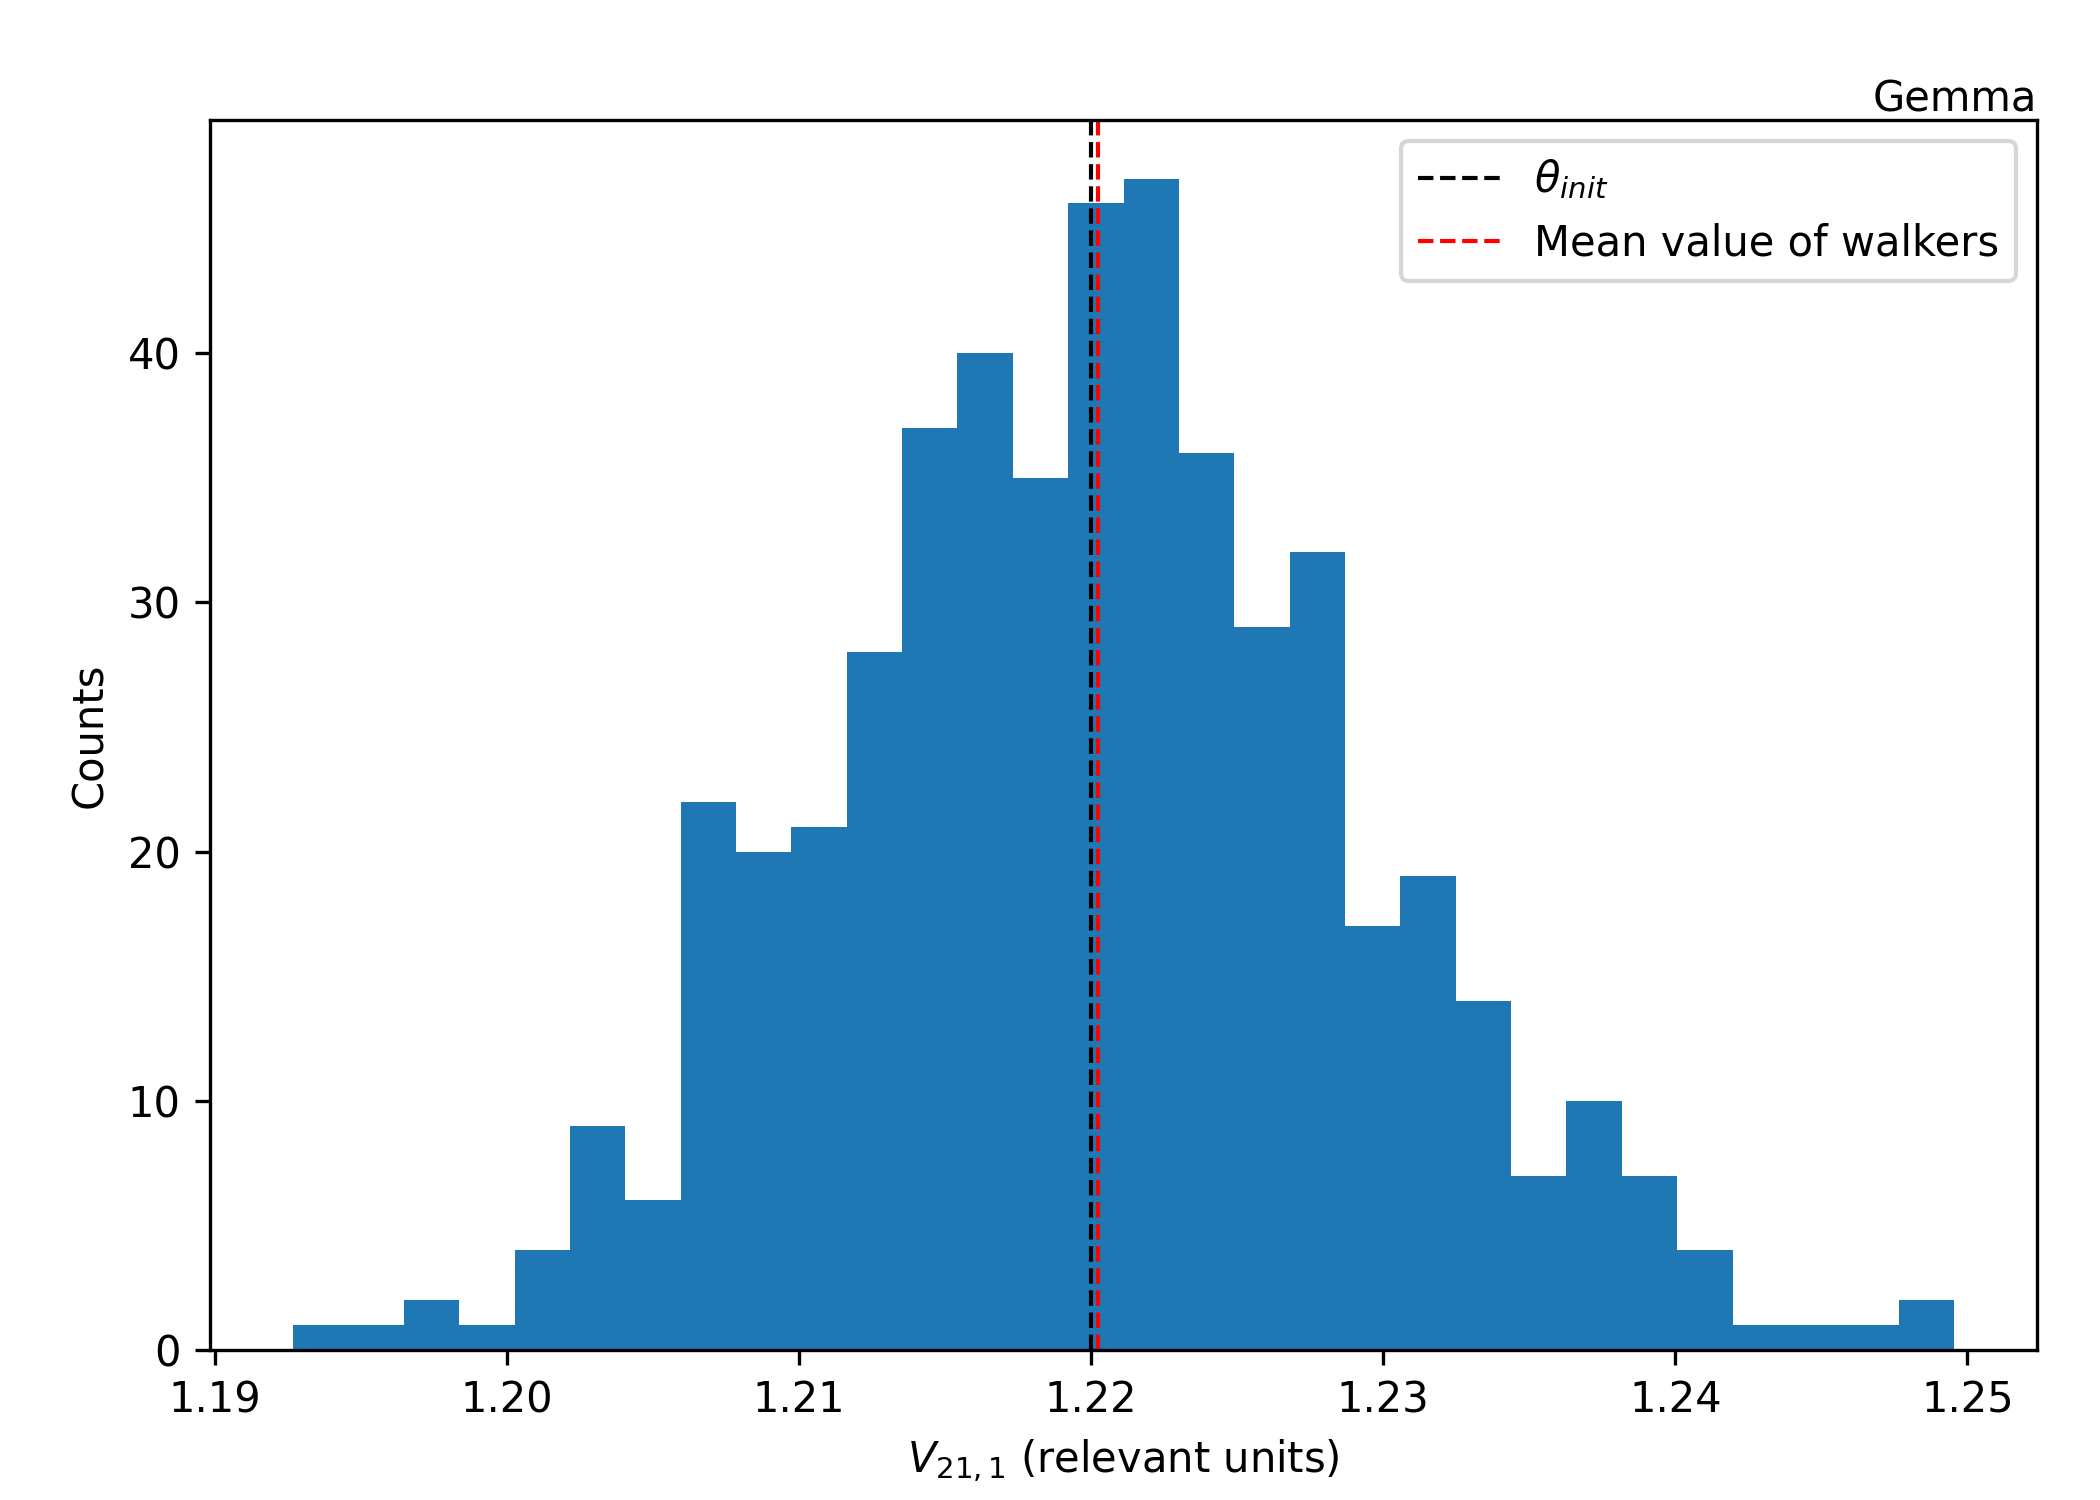 Gemma
θ_init
Mean value of walkers
40
30
20
10
0
Counts
1.19 1.20 1.21 1.22 1.23 1.24 1.25
V_21, 1 (relevant units)